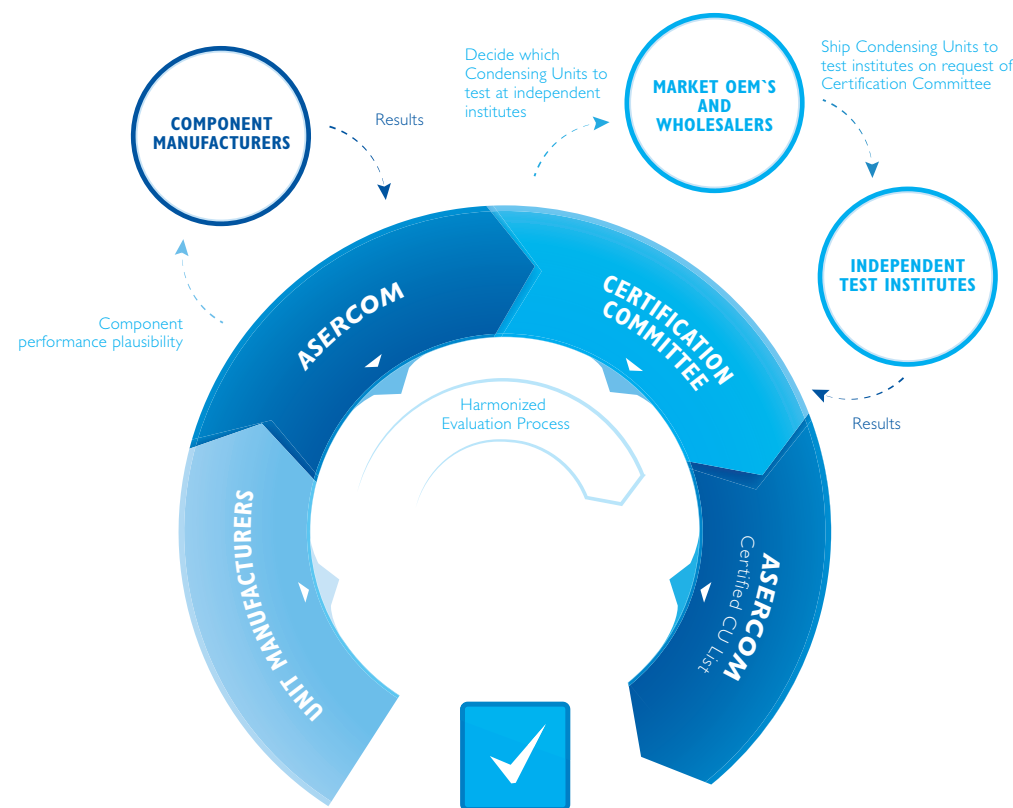 Decide which
Condensing Units to
test at independent
institutes
Ship Condensing Units to
test institutes on request of
Certification Committee
MARKET OEM`S
AND
WHOLESALERS
COMPONENT
MANUFACTURERS
Results
INDEPENDENT
TEST INSTITUTES
Component
performance plausibility
ASERCOM
CERTIFICATION
COMMITTEE
Harmonized
Evaluation Process
Results
UNIT MANUFACTURERS
ASERCOM
Certified CU List